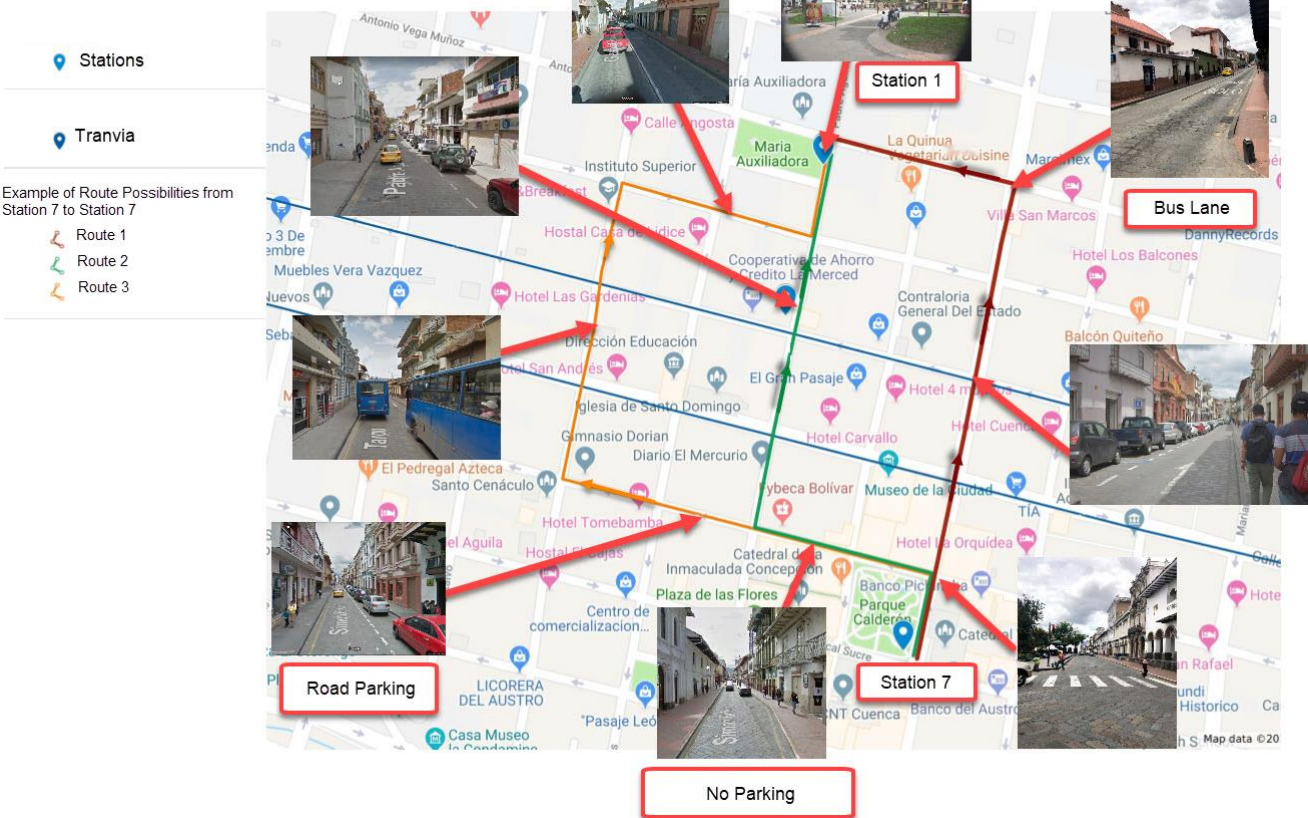 Stations
Tranvia
Example of Route Possibilities from
Station 7 to Station 7
Route 1
Route 2
Route 3
Antonio Vega Muñoz
Station 1
Calle Angosta
Maria
Auxiliadora
La Quinua
Vegetarian Cuisine
Instituto Superior
Bus Lane
Villa San Marcos
DannyRecords
Hostal Casa de Lidice
Muebles Vera Vazquez
Cooperativa de Ahorro
y Credito La Merced
Hotel Los Balcones
Hotel Las Gardenias
Contraloria
General Del Estado
Balcón Quiteño
Dirección Educación
El Gran Pasaje
Iglesia de Santo Domingo
Gimnasio Dorian
Diario El Mercurio
Hotel Carvallo
El Pedregal Azteca
Santo Cenáculo
Fybeca Bolívar
Museo de la Ciudad
TÍA
Hotel Tomebamba
Hotel La Orquídea
Catedral de la
Inmaculada Concepción
Banco Pichincha
Plaza de las Flores
Parque
Calderón
Centro de
comercializacion...
Road Parking
LICORERA
DEL AUSTRO
Station 7
CNT Cuenca
Banco del Austro
Historico
"Pasaje Leó
Casa Museo
Map data ©20
No Parking